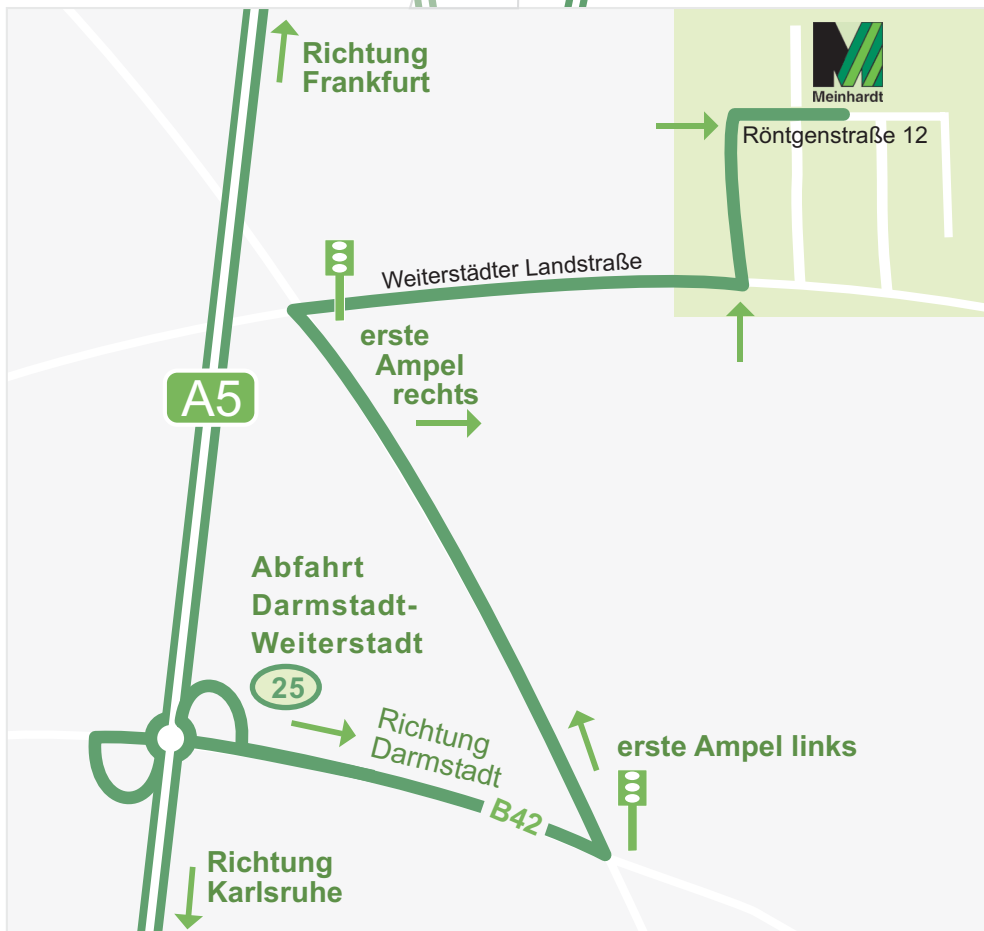 Richtung
Frankfurt
Meinhardt
Röntgenstraße 12
Weiterstädter Landstraße
erste
Ampel
rechts
A5
Abfahrt
Darmstadt-
Weiterstadt
25
Richtung
Darmstadt
erste Ampel links
B42
Richtung
Karlsruhe